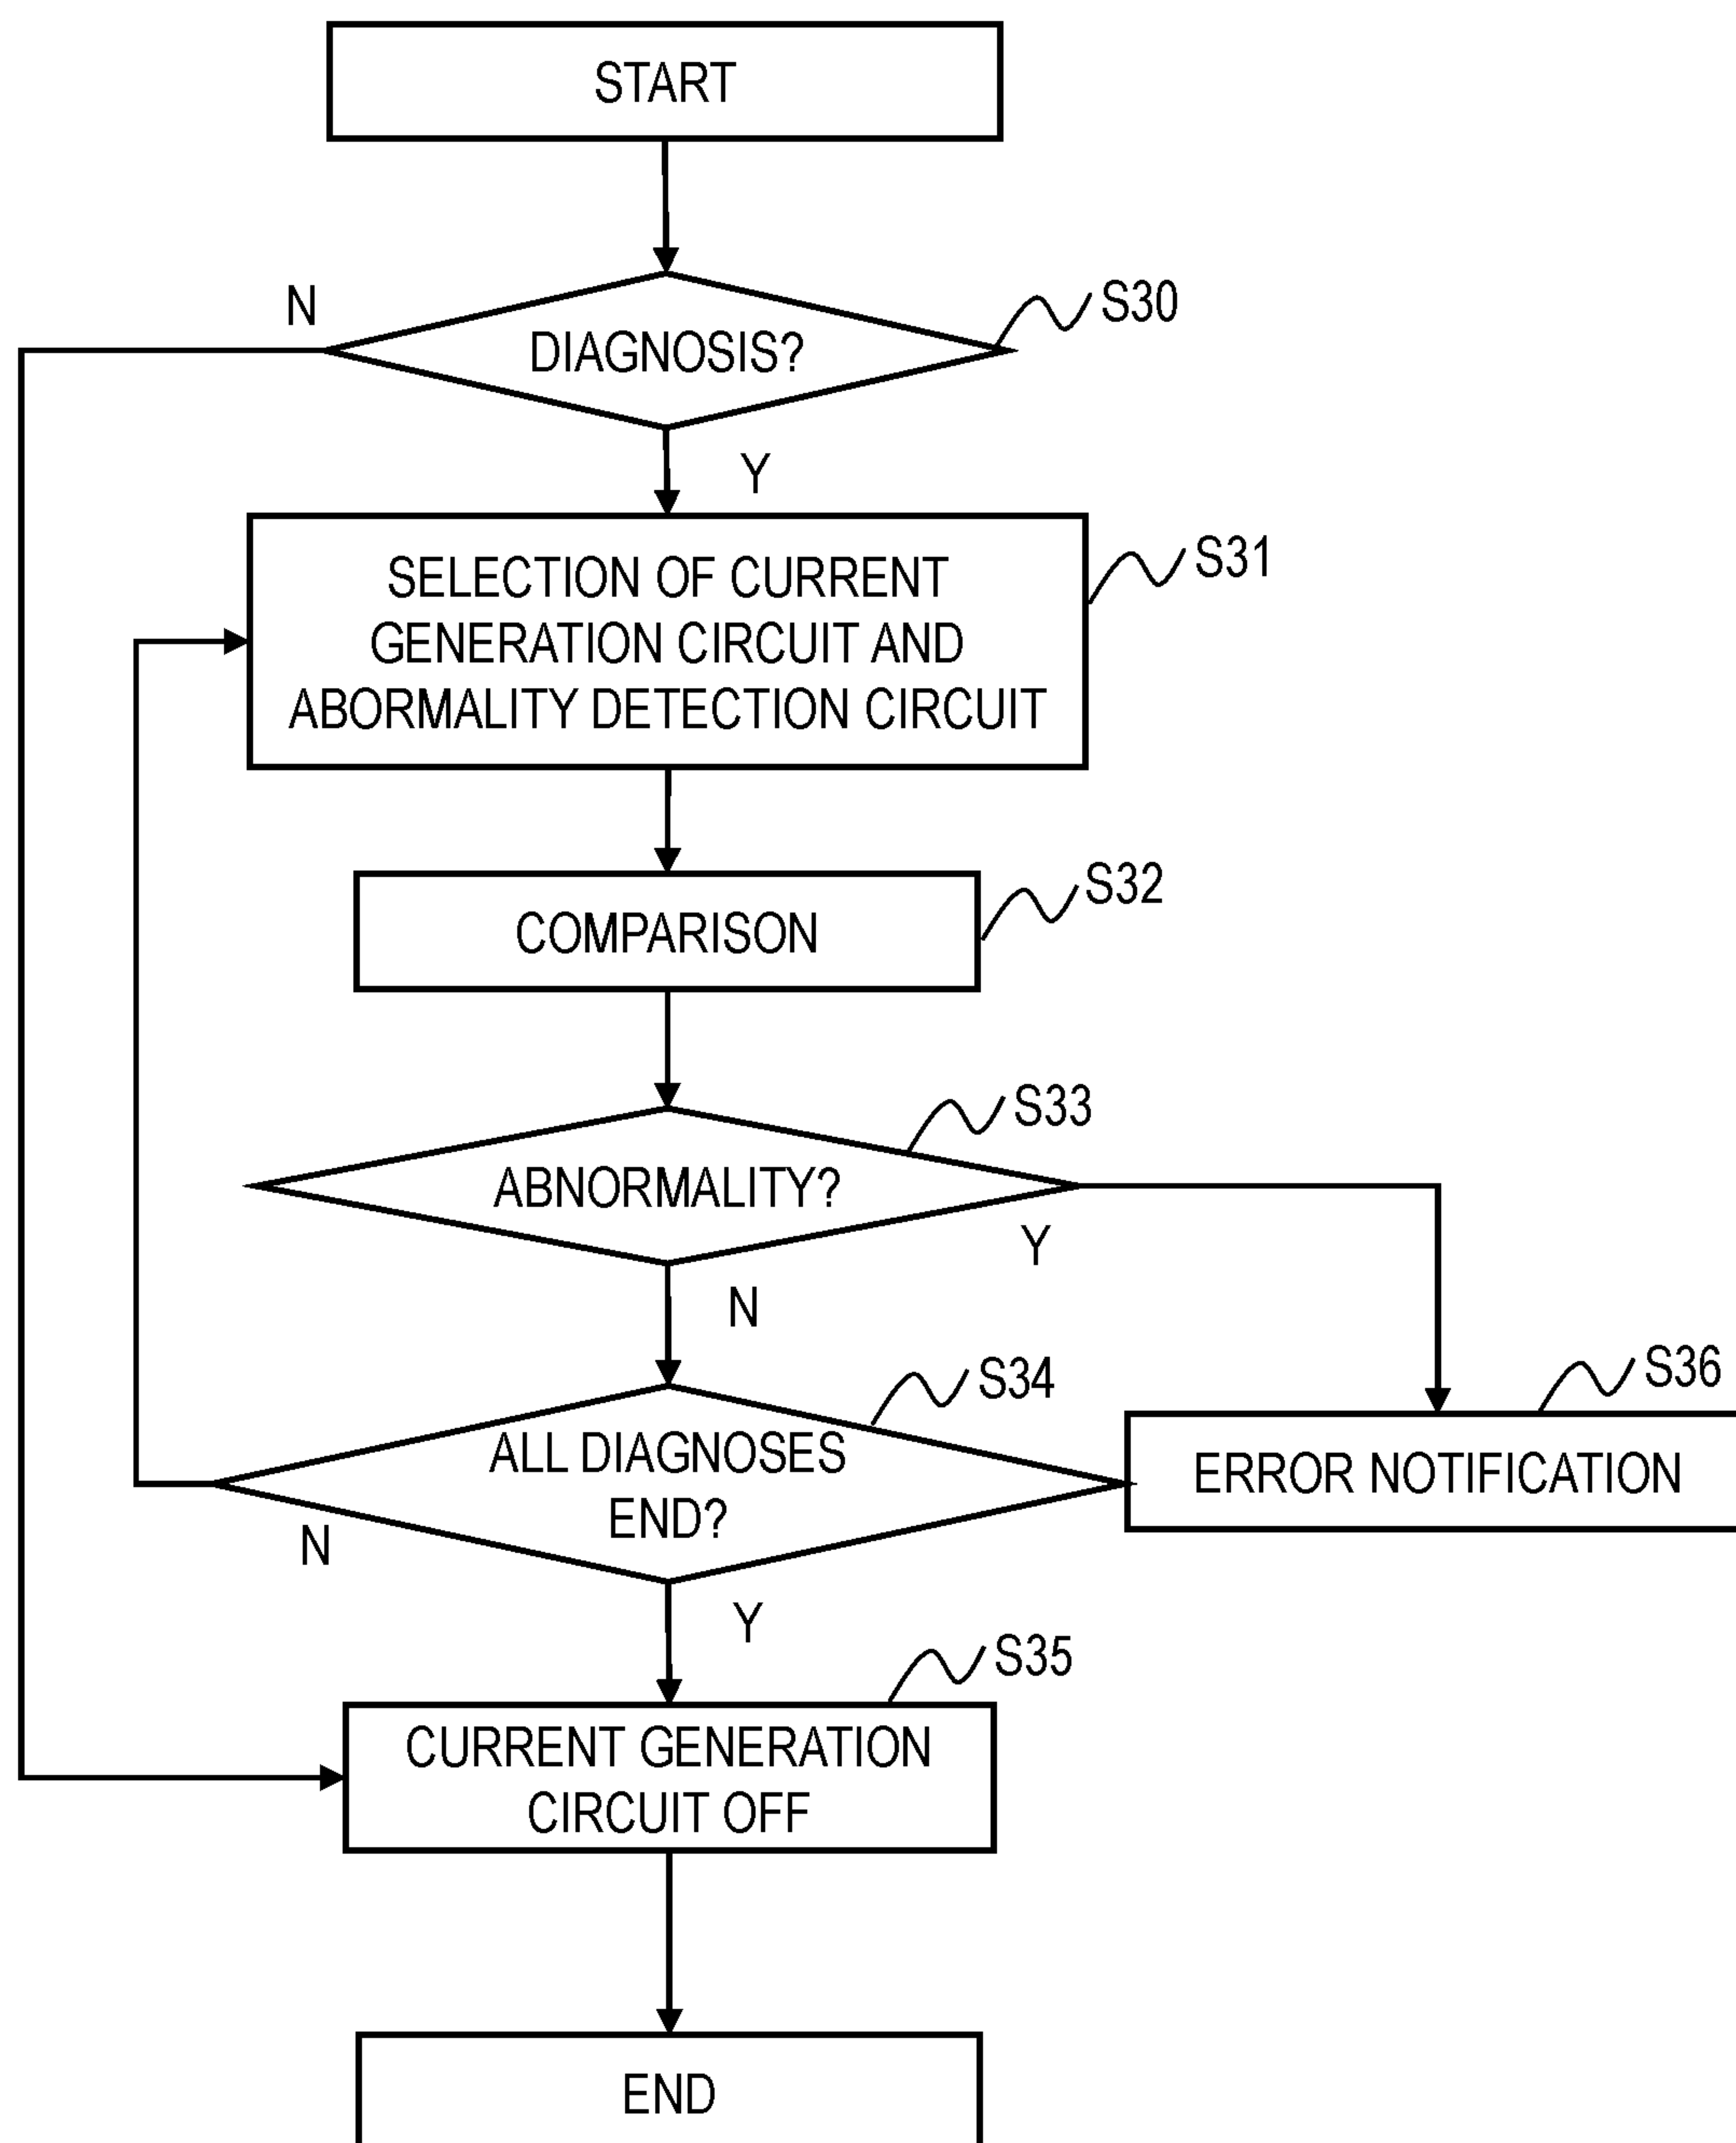 START
N
DIAGNOSIS?
S30
Y
SELECTION OF CURRENT
GENERATION CIRCUIT AND
ABORMALITY DETECTION CIRCUIT
S31
COMPARISON
S32
ABNORMALITY?
S33
Y
N
ALL DIAGNOSES
END?
S34
N
Y
ERROR NOTIFICATION
S36
CURRENT GENERATION
CIRCUIT OFF
S35
END